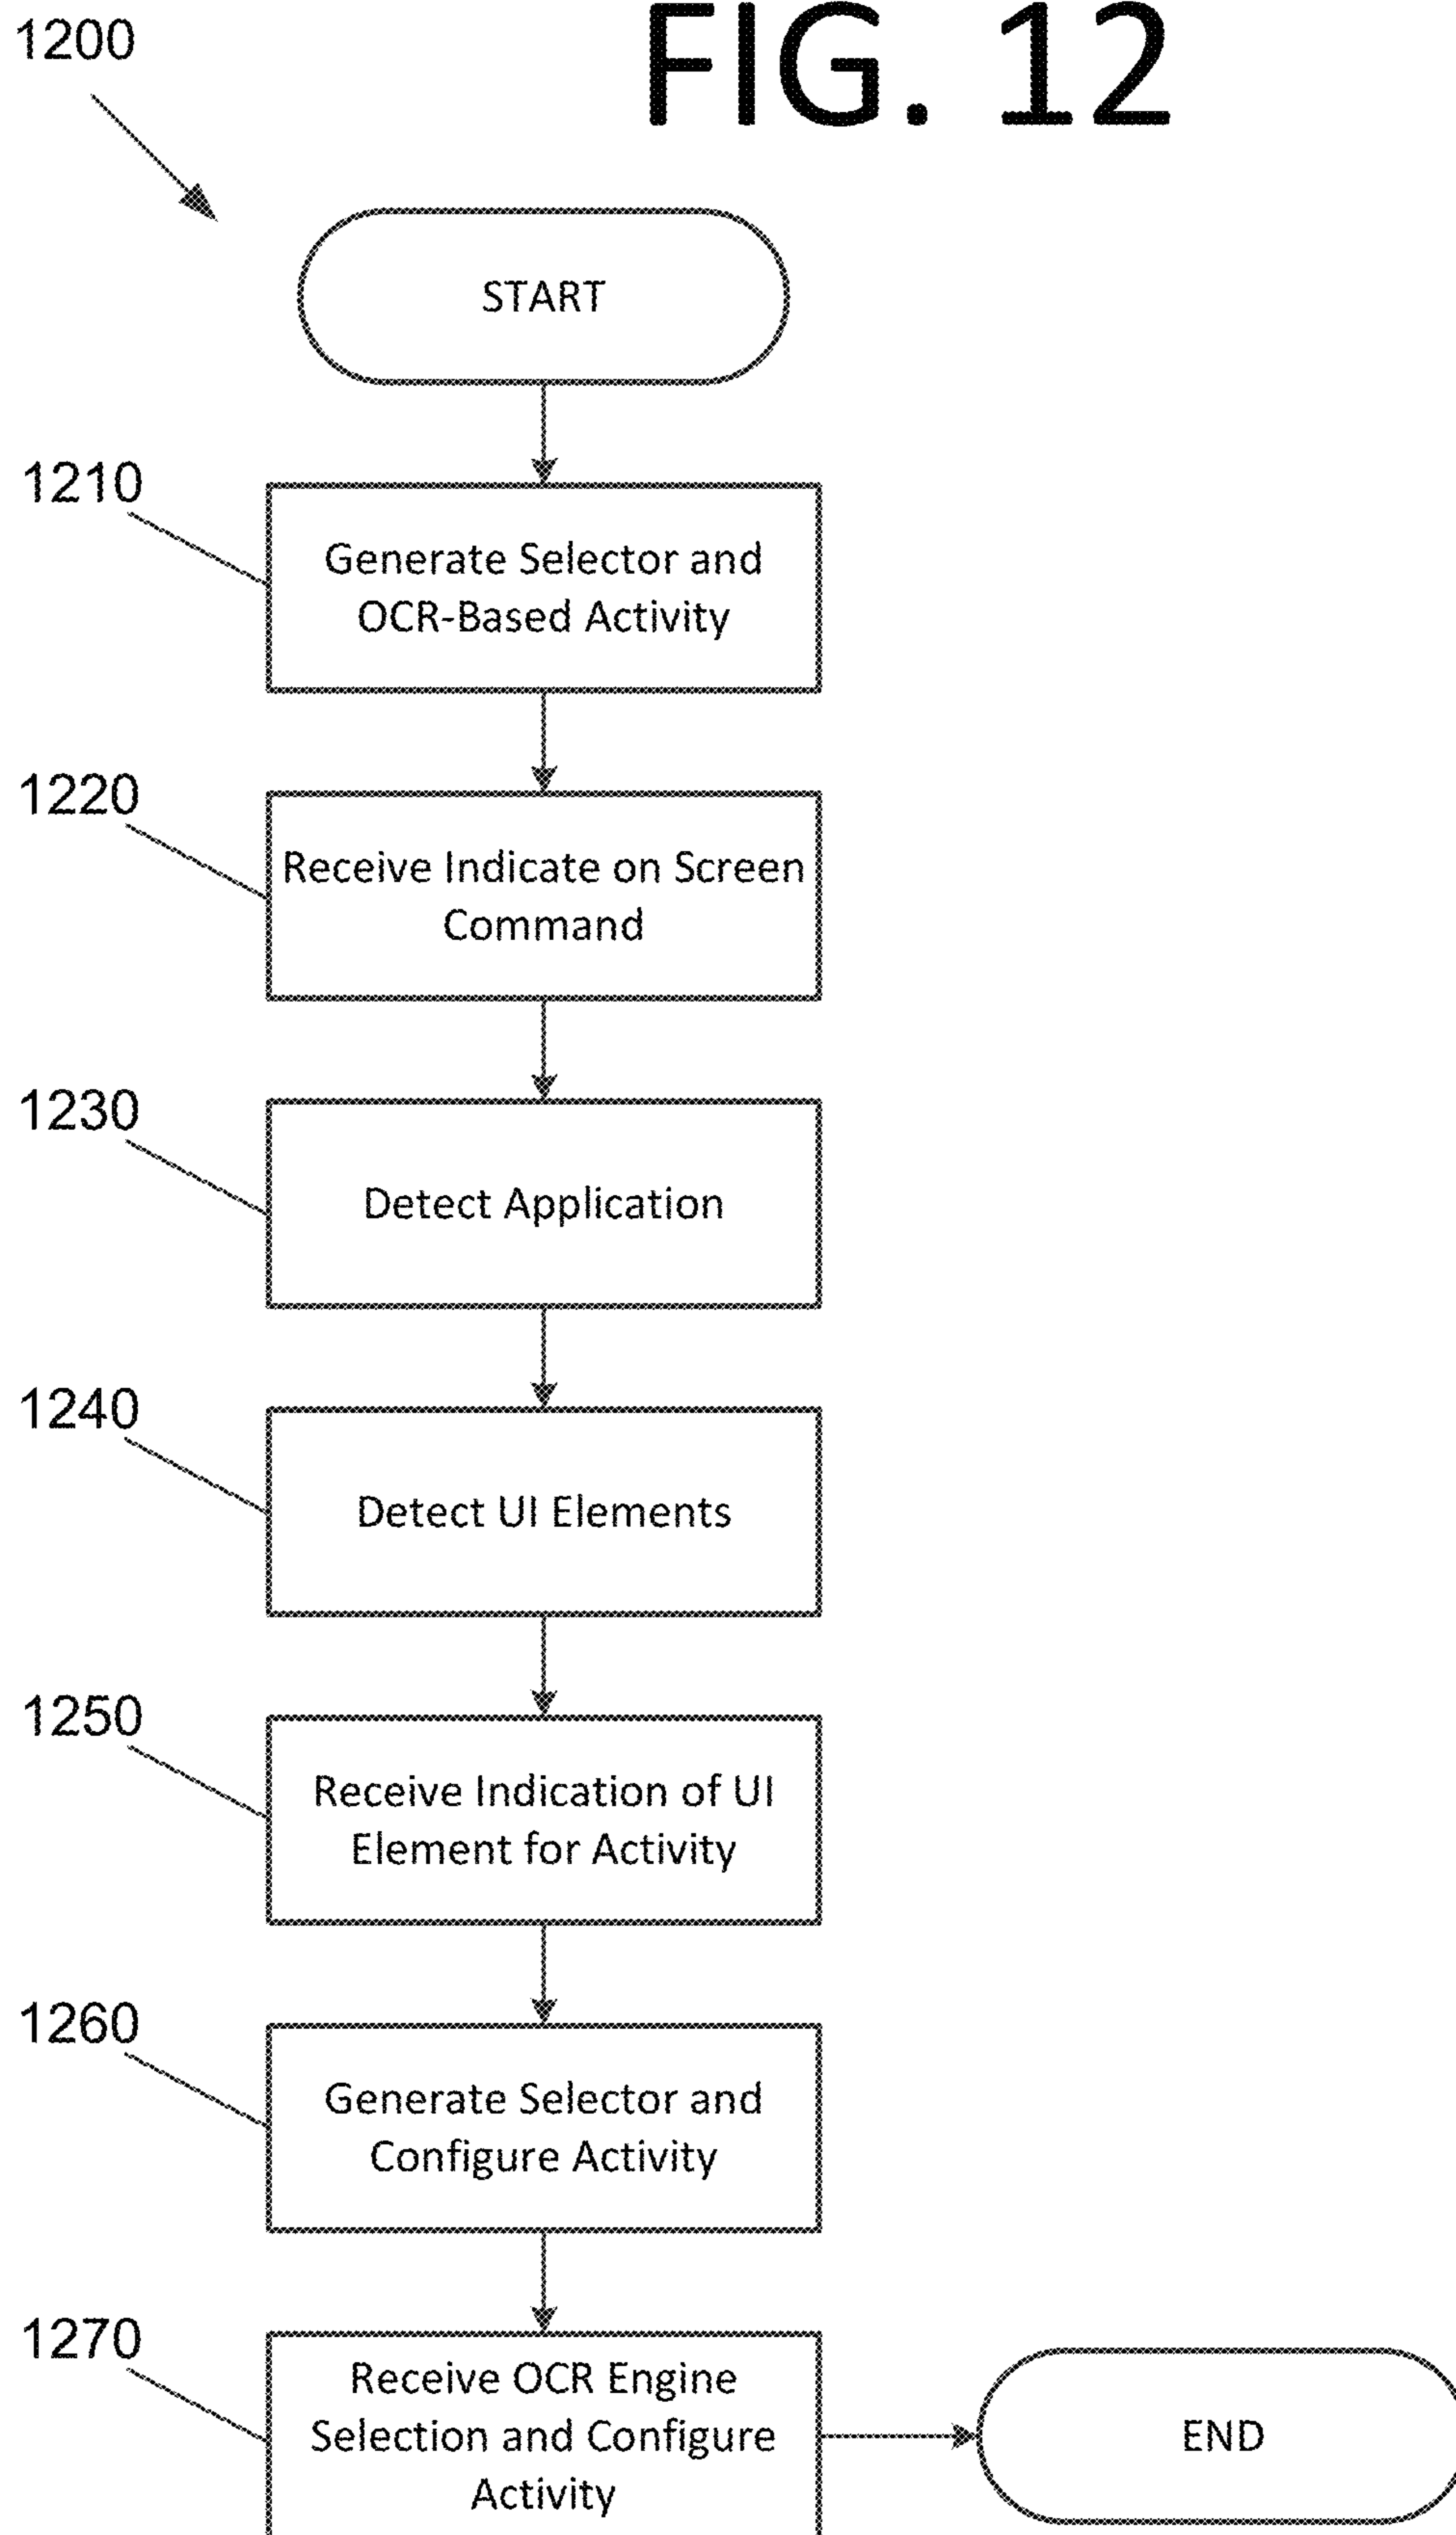 1200
FIG. 12
START
1210
Generate Selector and
OCR-Based Activity
1220
Receive Indicate on Screen
Command
1230
Detect Application
1240
Detect UI Elements
1250
Receive Indication of UI
Element for Activity
1260
Generate Selector and
Configure Activity
1270
Receive OCR Engine
Selection and Configure
Activity
END